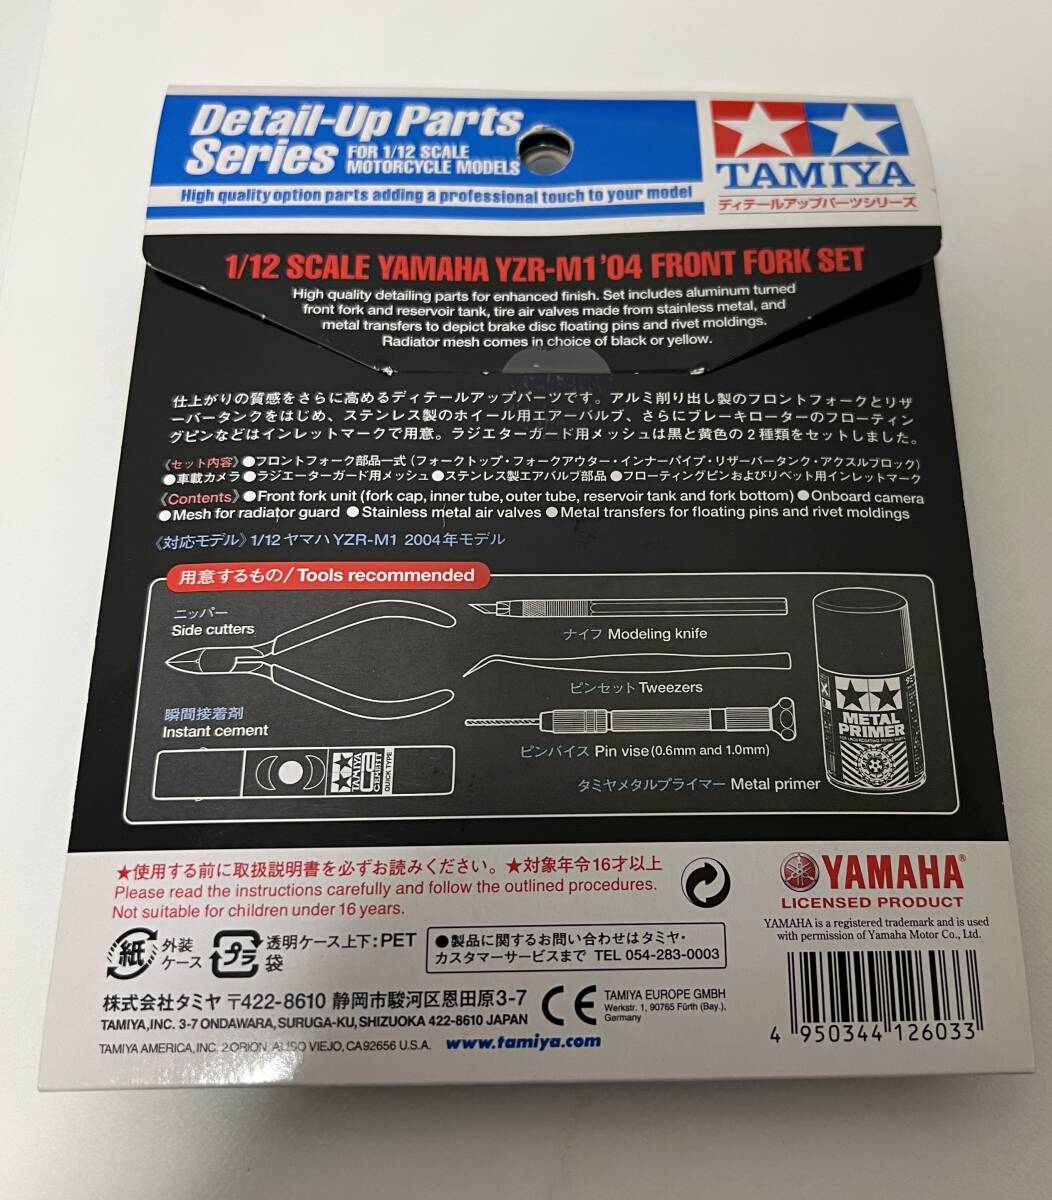 Detail-Up Parts
Series FOR 1/12 SCALE
MOTORCYCLE MODELS
High quality option parts adding a professional touch to your model
TAMIYA
ディテールアップパーツシリーズ
1/12 SCALE YAMAHA YZR-M1 '04 FRONT FORK SET
High quality detailing parts for enhanced finish. Set includes aluminum turned
front fork and reservoir tank, tire air valves made from stainless metal, and
metal transfers to depict brake disc floating pins and rivet moldings.
Radiator mesh comes in choice of black or yellow.
仕上がりの質感をさらに高めるディテールアップパーツです。アルミ削り出し製のフロントフォークとリザ
ーバータンクをはじめ、ステンレス製のホイール用エアーバルブ、さらにブレーキローターのフローティン
グピンなどはインレットマークで用意。ラジエターガード用メッシュは黒と黄色の2種類をセットしました。
《セット内容》●フロントフォーク部品一式（フォークトップ・フォークアウター・インナーパイプ・リザーバータンク・アクスルブロック）
●車載カメラ●ラジエーターガード用メッシュ●ステンレス製エアバルブ部品●フローティングピンおよびリベット用インレットマーク
《Contents》●Front fork unit (fork cap, inner tube, outer tube, reservoir tank and fork bottom) ●Onboard camera
●Mesh for radiator guard ●Stainless metal air valves ●Metal transfers for floating pins and rivet moldings
《対応モデル》1/12 ヤマハ YZR-M1 2004年モデル
用意するもの/Tools recommended
ニッパー
Side cutters
ナイフ Modeling knife
ピンセット Tweezers
瞬間接着剤
Instant cement
ピンバイス Pin vise (0.6mm and 1.0mm)
タミヤメタルプライマー Metal primer
TAMIYA
CEMENT
QUICK TYPE
METAL
PRIMER
★使用する前に取扱説明書を必ずお読みください。★対象年令16才以上
Please read the instructions carefully and follow the outlined procedures.
Not suitable for children under 16 years.
YAMAHA®
LICENSED PRODUCT
YAMAHA is a registered trademark and is used
with permission of Yamaha Motor Co., Ltd.
紙 外装
ケース
プラ 透明ケース上下：PET
袋
●製品に関するお問い合わせはタミヤ・
カスタマーサービスまで TEL 054-283-0003
株式会社タミヤ 〒422-8610 静岡市駿河区恩田原3-7
TAMIYA, INC. 3-7 ONDAWARA, SURUGA-KU, SHIZUOKA 422-8610 JAPAN
CE
TAMIYA EUROPE GMBH
Werkstr. 1, 90765 Fürth (Bay.),
Germany
TAMIYA AMERICA, INC. 2 ORION, ALISO VIEJO, CA 92656 U.S.A. www.tamiya.com
4 950344 126033